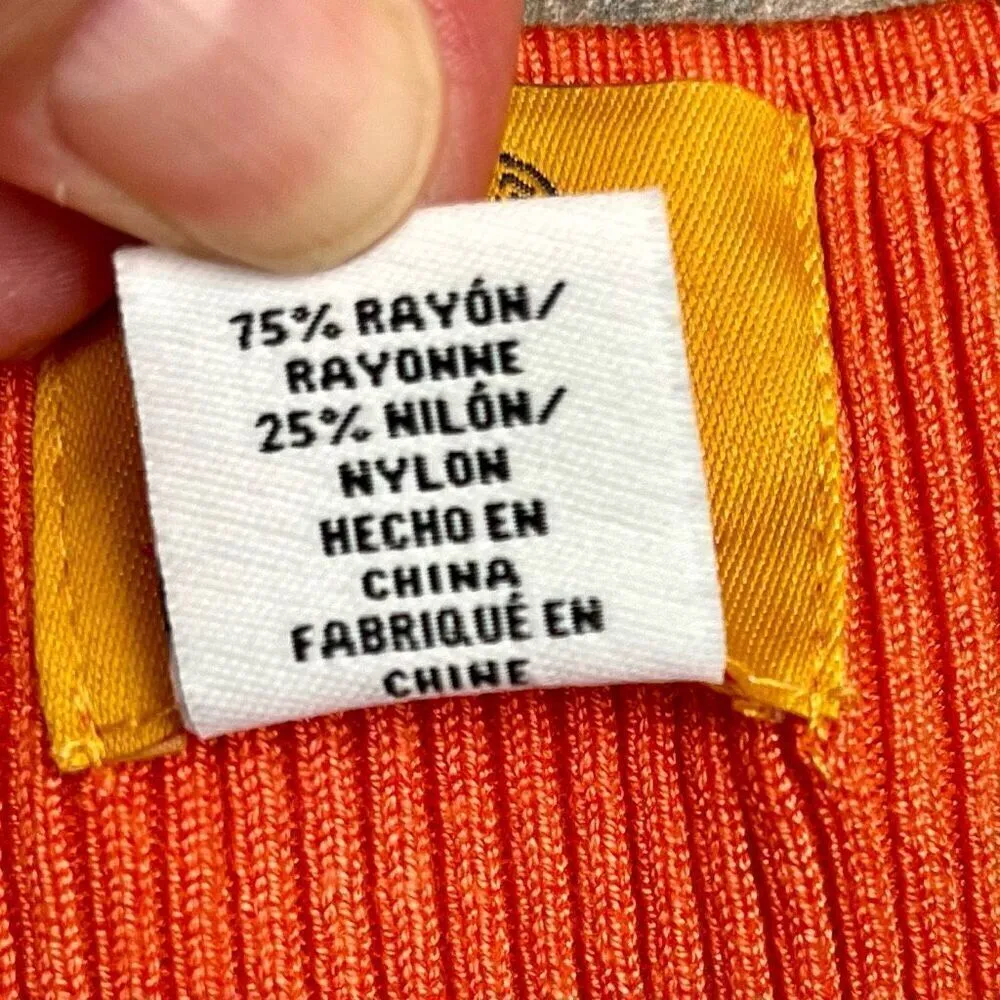 75% RAYÓN/
RAYONNE
25% NILÓN/
NYLON
HECHO EN
CHINA
FABRIQUÉ EN
CHINE